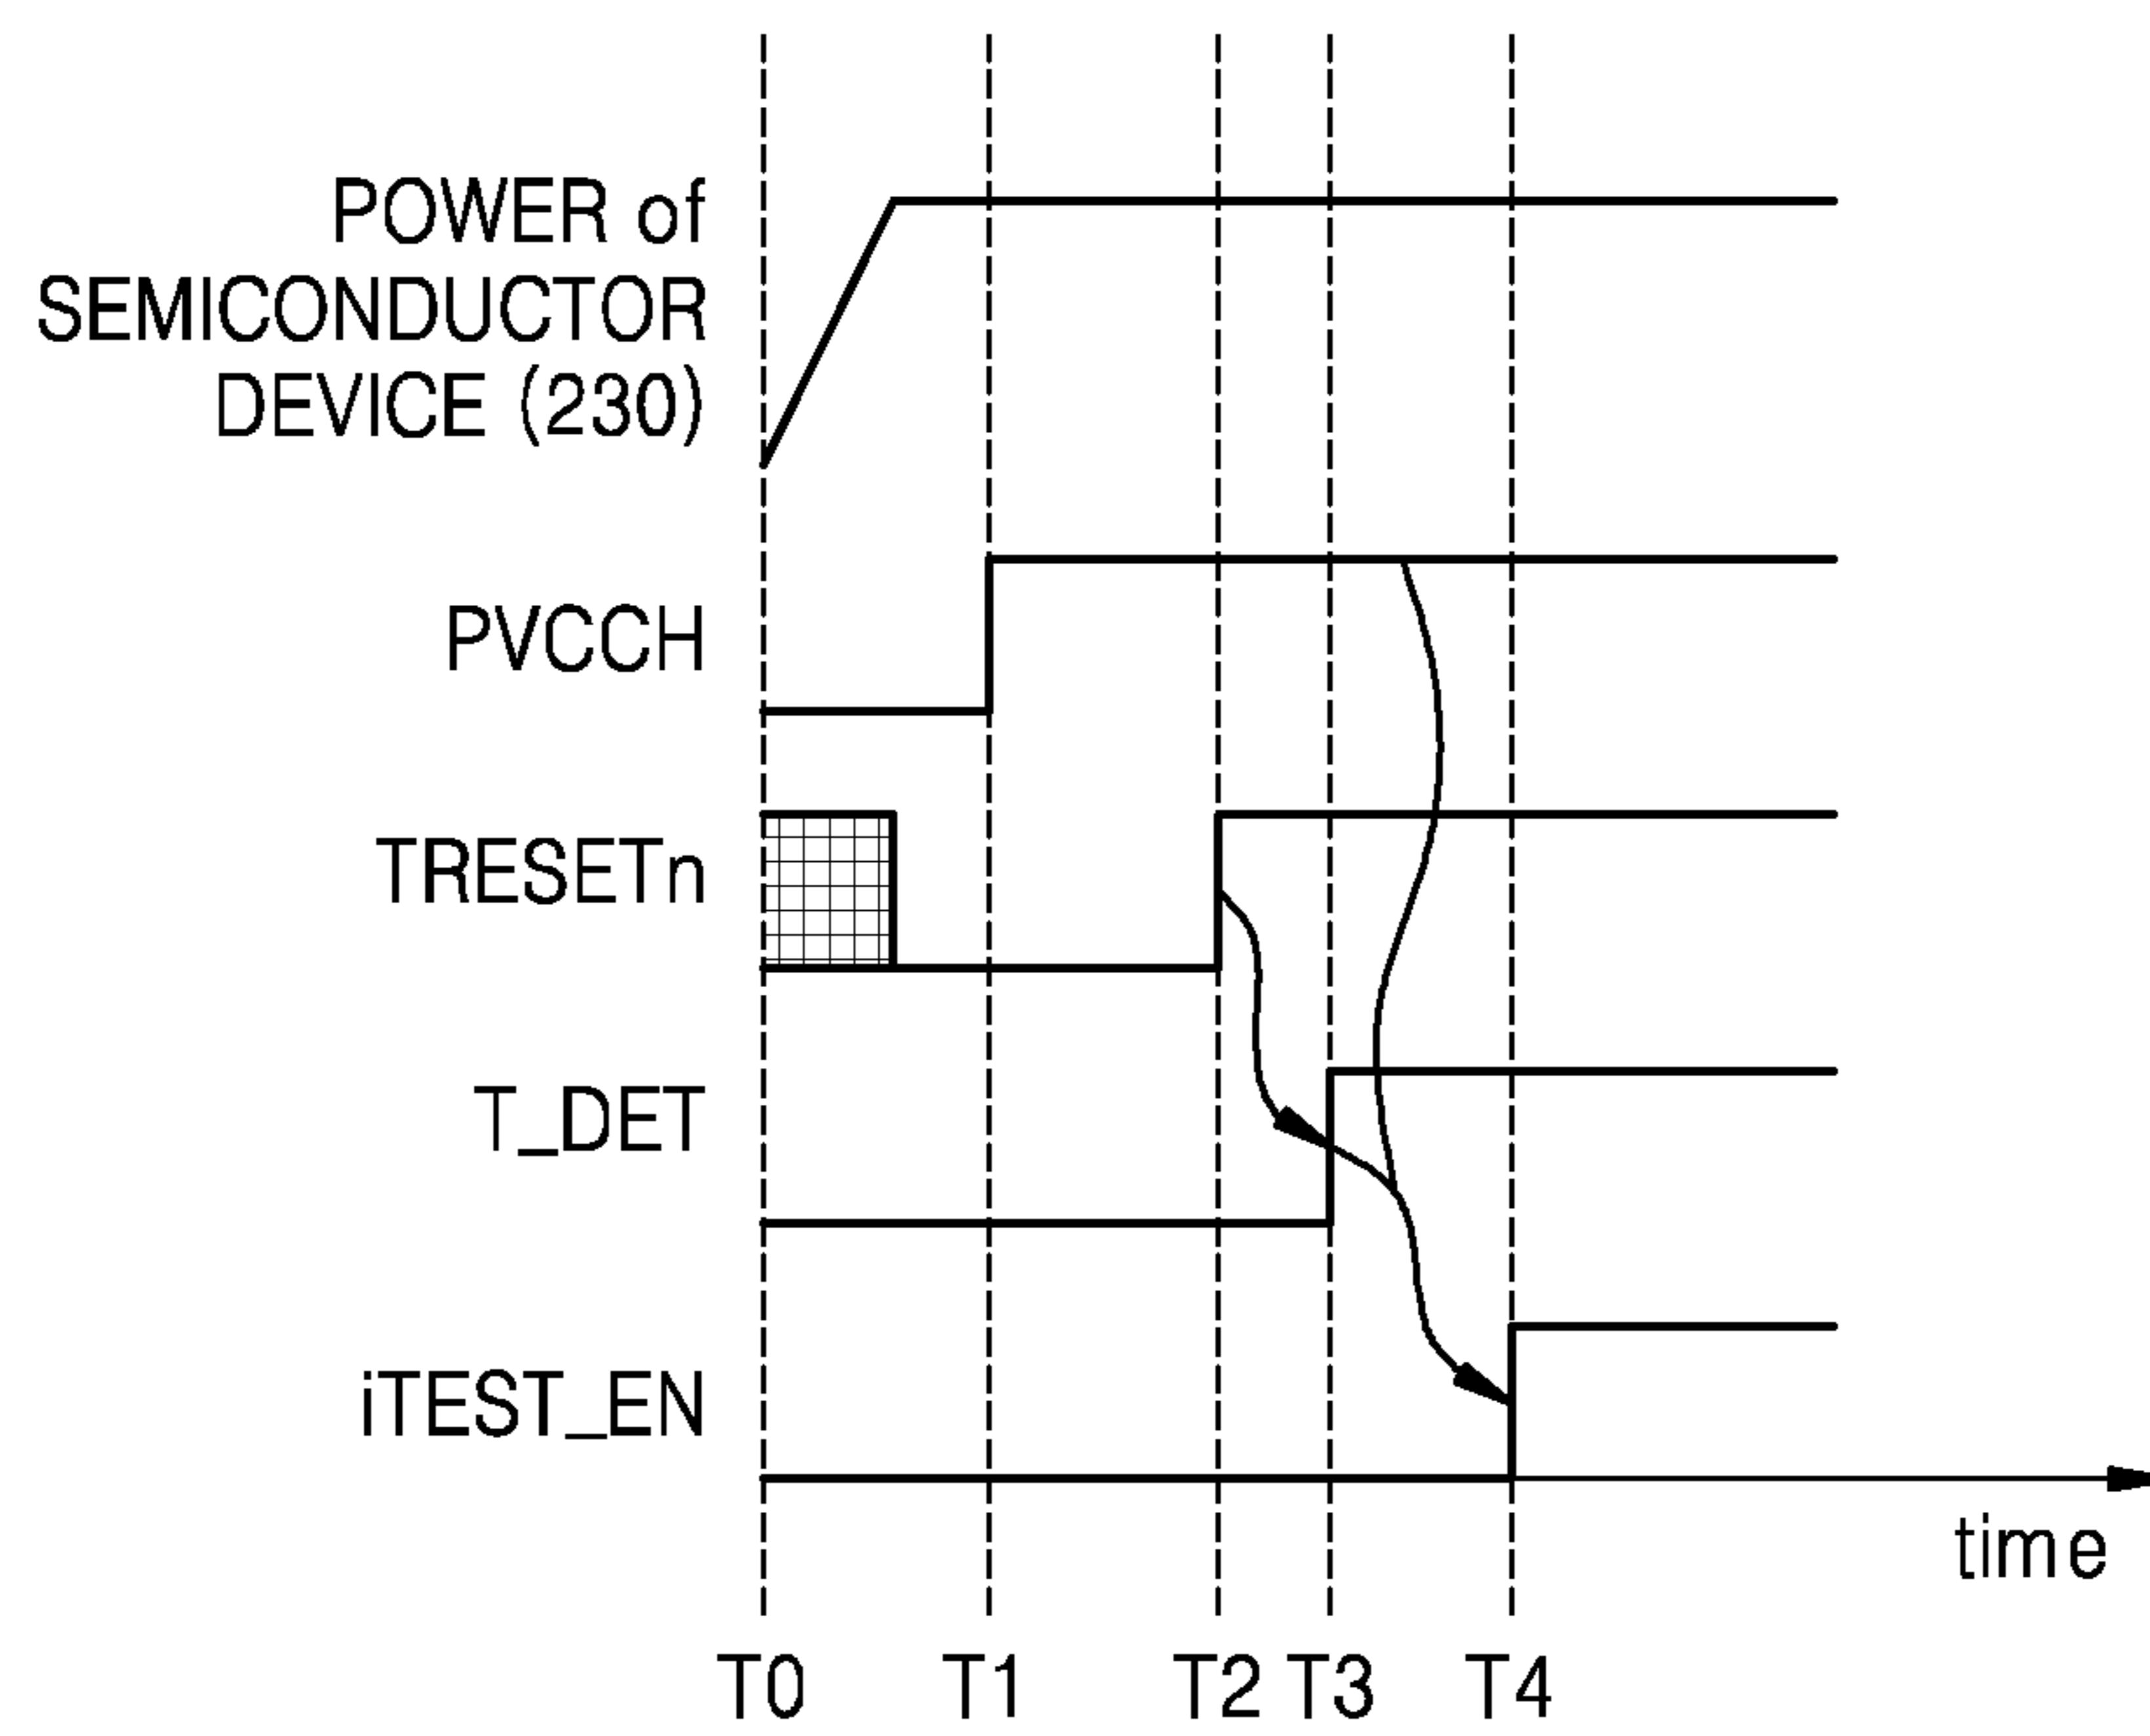 POWER of
SEMICONDUCTOR
DEVICE (230)
PVCCH
TRESETn
T_DET
iTEST_EN
time
T0 T1 T2 T3 T4